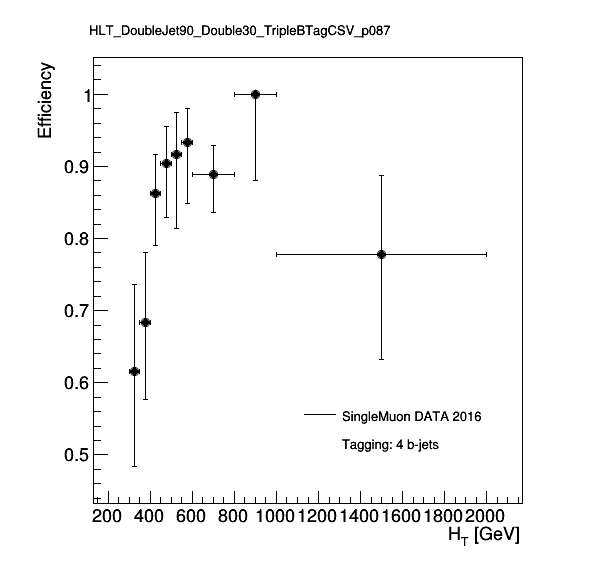 HLT_DoubleJet90_Double30_TripleBTagCSV_p087
Efficiency
1
0.9
0.8
0.7
0.6
0.5
SingleMuon DATA 2016
Tagging: 4 b-jets
200 400 600 800 1000 1200 1400 1600 1800 2000
H_T [GeV]